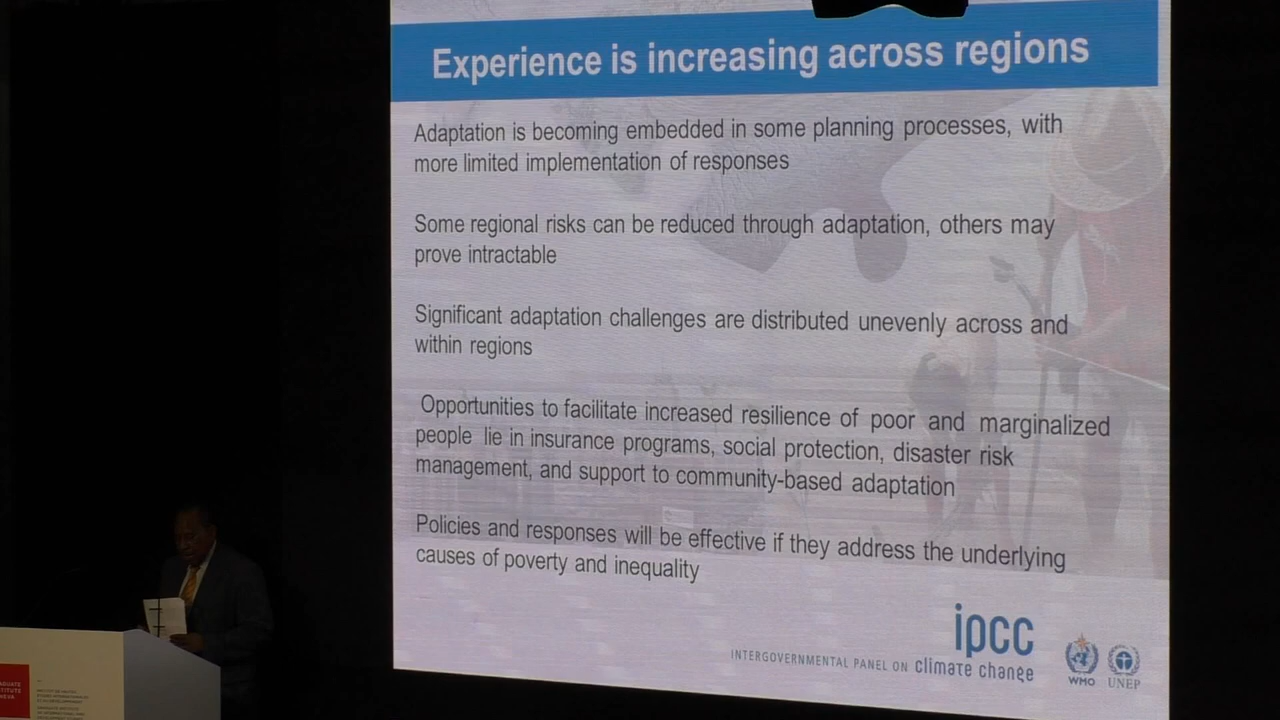 Experience is increasing across regions
Adaptation is becoming embedded in some planning processes, with
more limited implementation of responses
Some regional risks can be reduced through adaptation, others may
prove intractable
Significant adaptation challenges are distributed unevenly across and
within regions
Opportunities to facilitate increased resilience of poor and marginalized
people lie in insurance programs, social protection, disaster risk
management, and support to community-based adaptation
Policies and responses will be effective if they address the underlying
causes of poverty and inequality
ipcc
INTERGOVERNMENTAL PANEL ON climate change
WMO UNEP